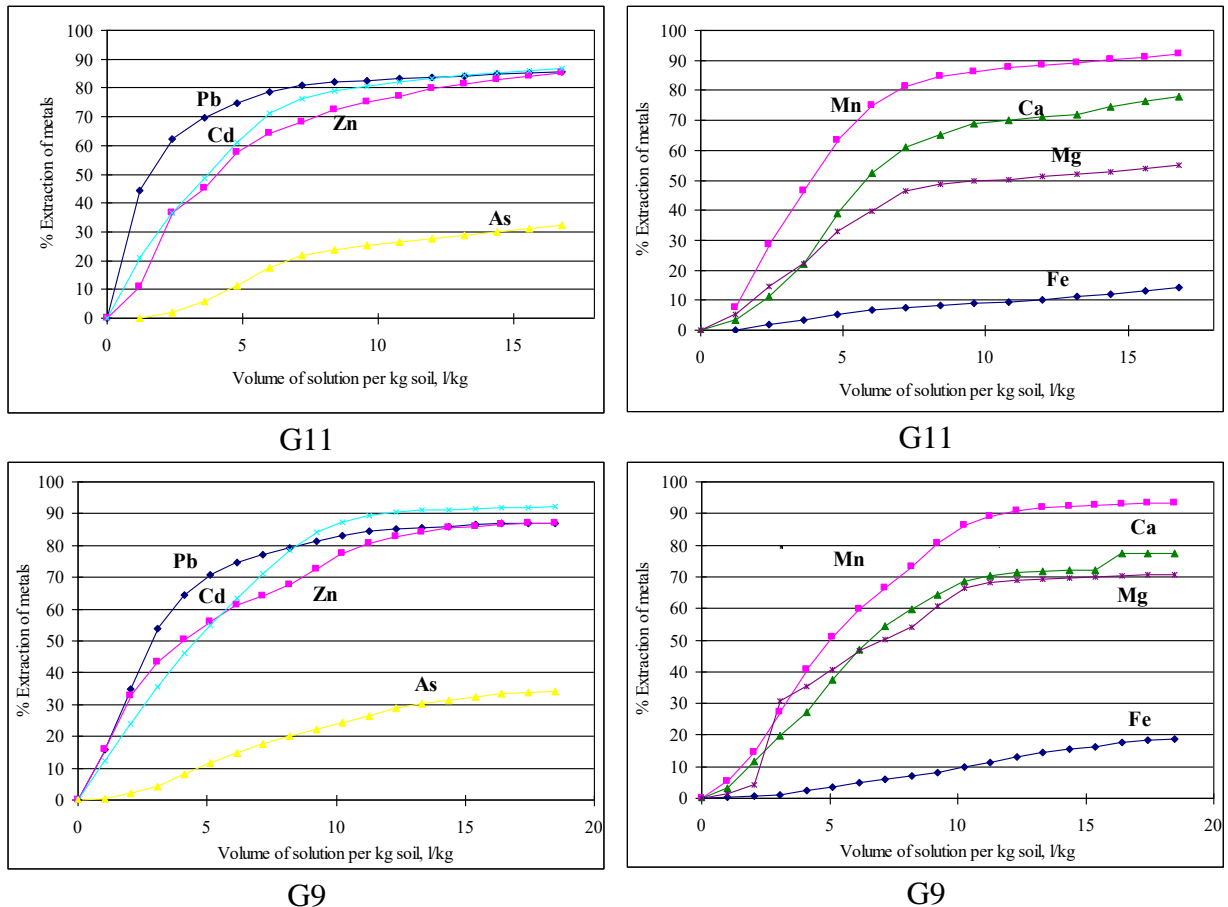 100
90
80
70
60
50
40
30
20
10
0
% Extraction of metals
Pb
Cd
Zn
As
0
5
10
15
Volume of solution per kg soil, l/kg
G11
100
90
80
70
60
50
40
30
20
10
0
% Extraction of metals
Mn
Ca
Mg
Fe
0
5
10
15
Volume of solution per kg soil, l/kg
G11
100
90
80
70
60
50
40
30
20
10
0
% Extraction of metals
Pb
Cd
Zn
As
0
5
10
15
20
Volume of solution per kg soil, l/kg
G9
100
90
80
70
60
50
40
30
20
10
0
% Extraction of metals
Ca
Mn
Mg
Fe
0
5
10
15
20
Volume of solution per kg soil, l/kg
G9